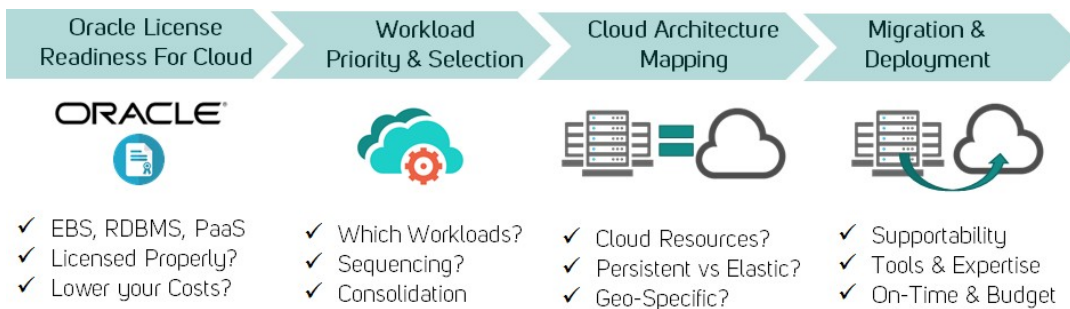 Oracle License
Readiness For Cloud
Workload
Priority & Selection
Cloud Architecture
Mapping
Migration &
Deployment
ORACLE®
✓ EBS, RDBMS, PaaS
✓ Licensed Properly?
✓ Lower your Costs?
✓ Which Workloads?
✓ Sequencing?
✓ Consolidation
✓ Cloud Resources?
✓ Persistent vs Elastic?
✓ Geo-Specific?
✓ Supportability
✓ Tools & Expertise
✓ On-Time & Budget